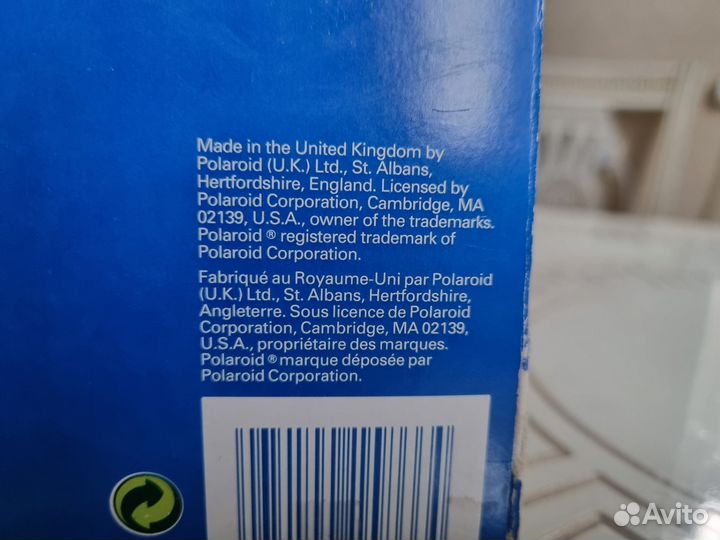 Made in the United Kingdom by
Polaroid (U.K.) Ltd., St. Albans,
Hertfordshire, England. Licensed by
Polaroid Corporation, Cambridge, MA
02139, U.S.A., owner of the trademarks.
Polaroid ® registered trademark of
Polaroid Corporation.
Fabriqué au Royaume-Uni par Polaroid
(U.K.) Ltd., St. Albans, Hertfordshire,
Angleterre. Sous licence de Polaroid
Corporation, Cambridge, MA 02139,
U.S.A., propriétaire des marques.
Polaroid ® marque déposée par
Polaroid Corporation.
Avito